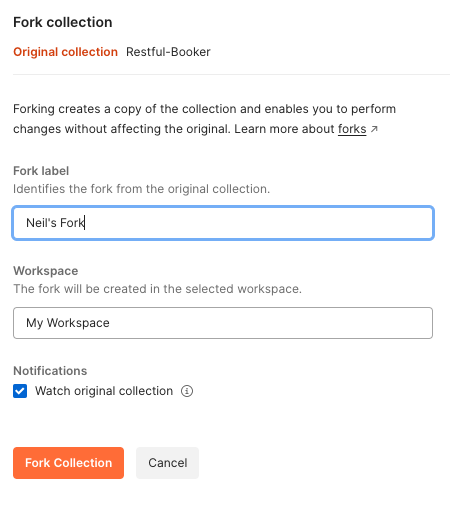 Fork collection
Original collection Restful-Booker
Forking creates a copy of the collection and enables you to perform
changes without affecting the original. Learn more about forks ↗
Fork label
Identifies the fork from the original collection.
Neil's Fork
Workspace
The fork will be created in the selected workspace.
My Workspace
Notifications
Watch original collection
Fork Collection Cancel